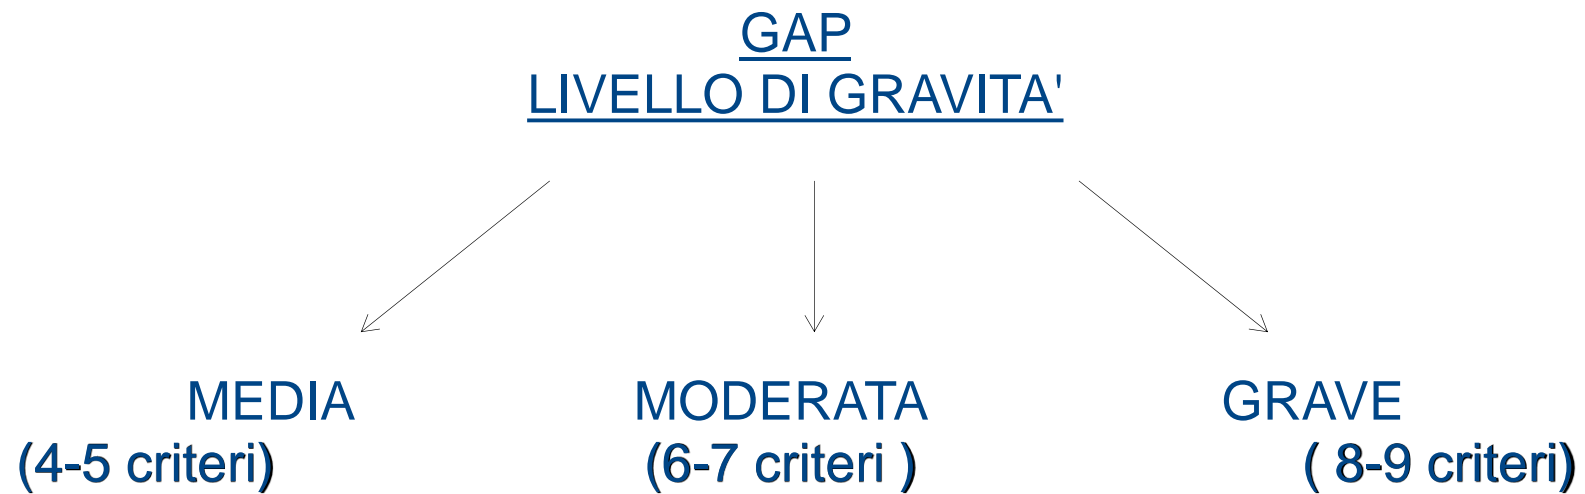 GAP
LIVELLO DI GRAVITA'
MEDIA MODERATA GRAVE
(4-5 criteri) (6-7 criteri ) ( 8-9 criteri)